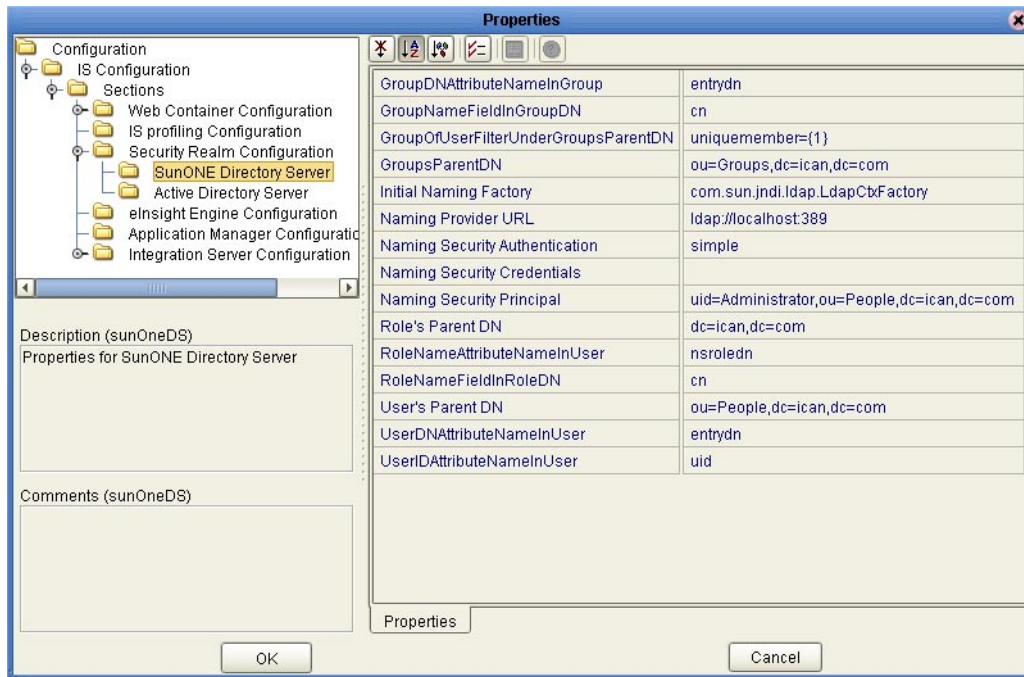 Properties
Configuration
IS Configuration
Sections
Web Container Configuration
IS profiling Configuration
Security Realm Configuration
SunONE Directory Server
Active Directory Server
eInsight Engine Configuration
Application Manager Configuratio
Integration Server Configuration
Description (sunOneDS)
Properties for SunONE Directory Server
Comments (sunOneDS)
GroupDNAttributeNameInGroup entrydn
GroupNameFieldInGroupDN cn
GroupOfUserFilterUnderGroupsParentDN uniquemember={1}
GroupsParentDN ou=Groups,dc=ican,dc=com
Initial Naming Factory com.sun.jndi.ldap.LdapCtxFactory
Naming Provider URL ldap://localhost:389
Naming Security Authentication simple
Naming Security Credentials
Naming Security Principal uid=Administrator,ou=People,dc=ican,dc=com
Role's Parent DN dc=ican,dc=com
RoleNameAttributeNameInUser nsroledn
RoleNameFieldInRoleDN cn
User's Parent DN ou=People,dc=ican,dc=com
UserDNAttributeNameInUser entrydn
UserIDAttributeNameInUser uid
Properties
OK
Cancel